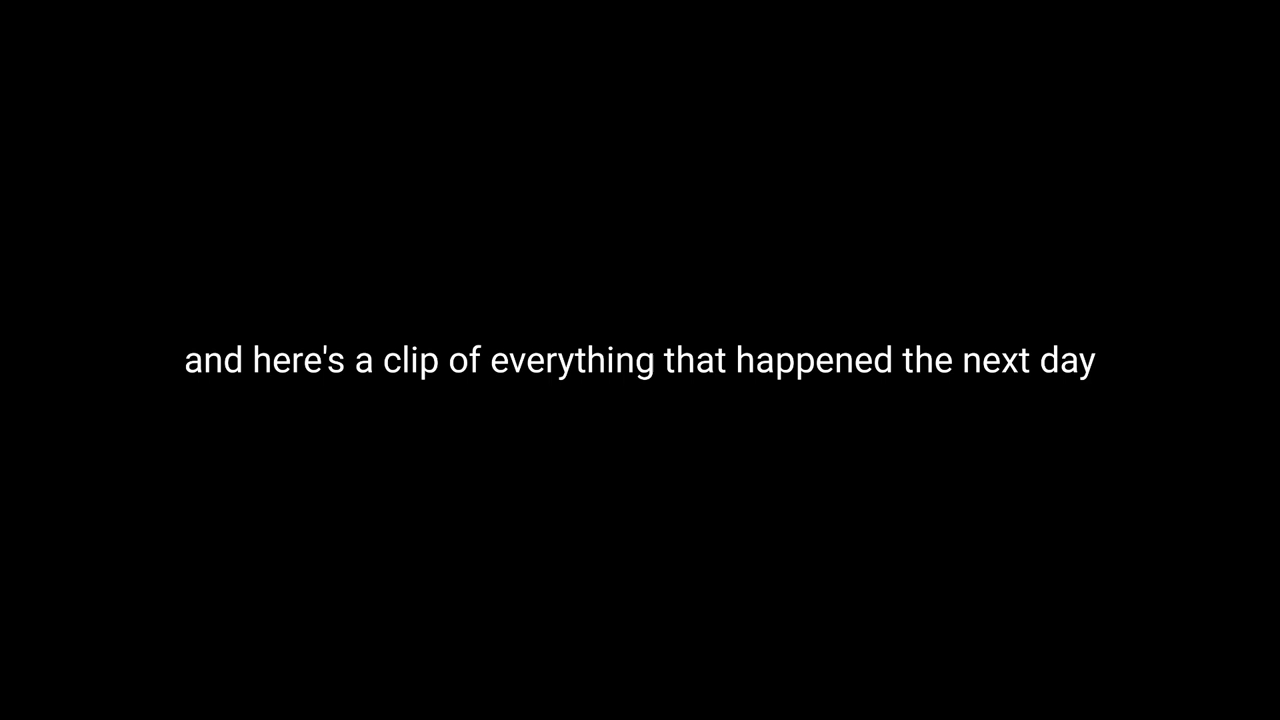 and here's a clip of everything that happened the next day